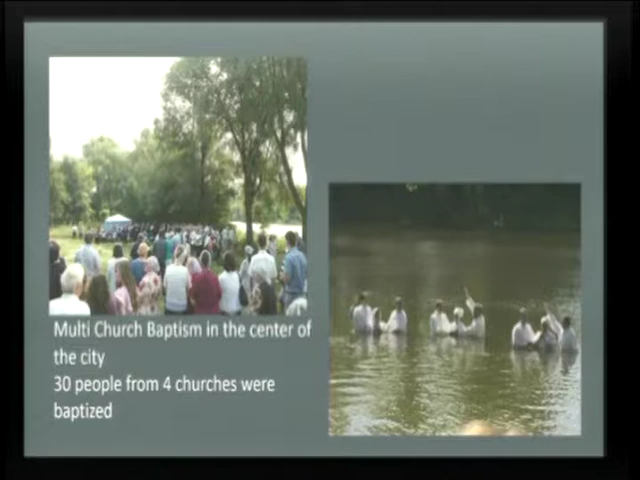 Multi Church Baptism in the center of
the city
30 people from 4 churches were
baptized